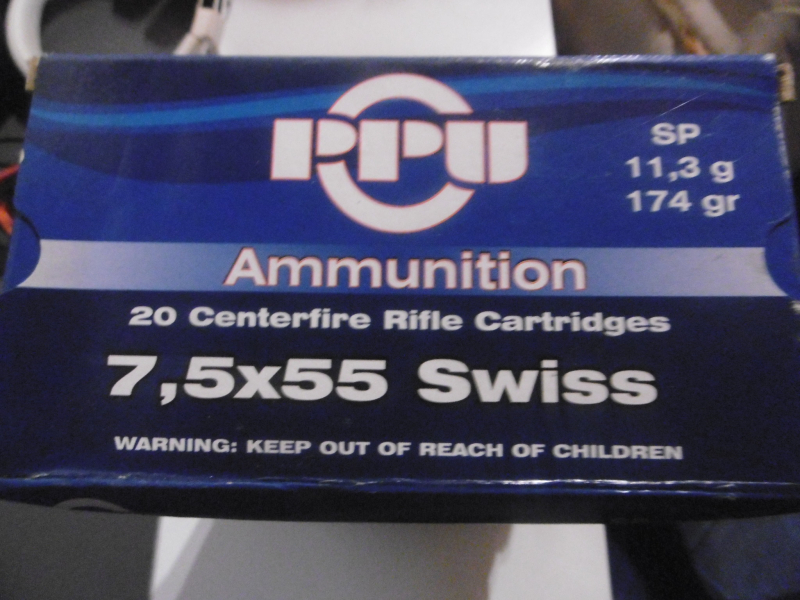 PPU
SP
11,3 g
174 gr
Ammunition
20 Centerfire Rifle Cartridges
7,5x55 Swiss
WARNING: KEEP OUT OF REACH OF CHILDREN